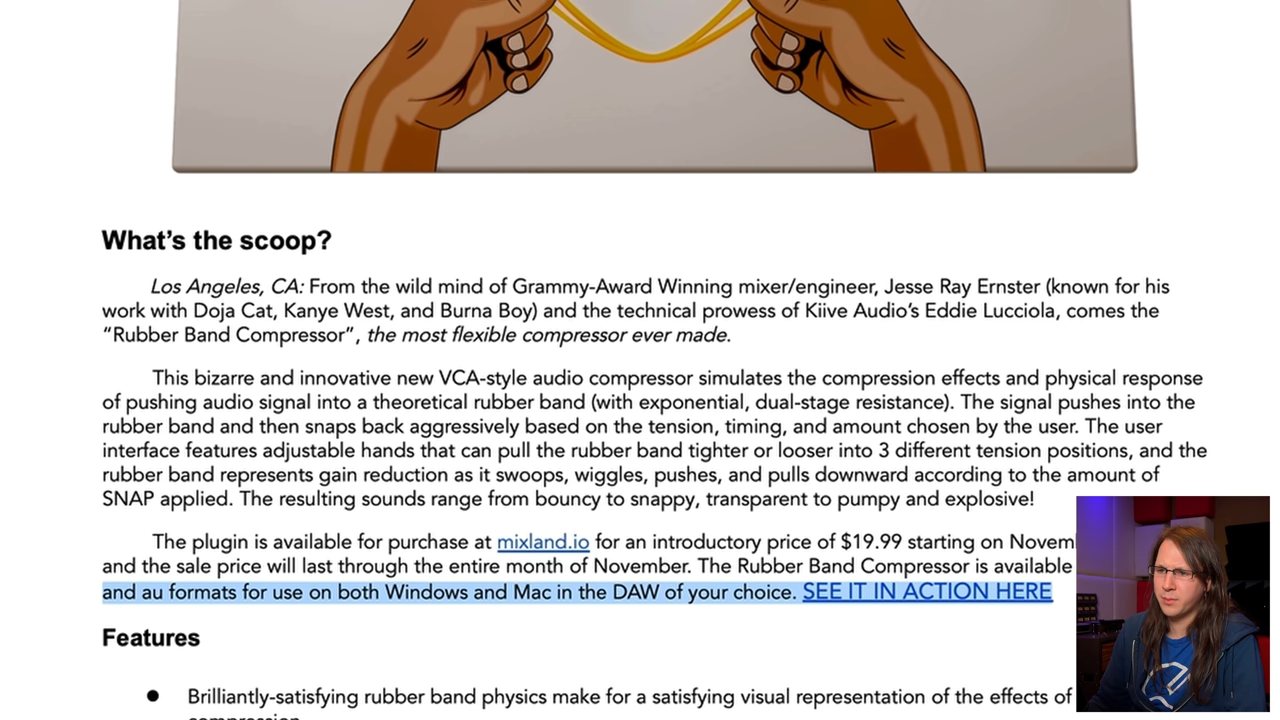 What’s the scoop?
Los Angeles, CA: From the wild mind of Grammy-Award Winning mixer/engineer, Jesse Ray Ernster (known for his
work with Doja Cat, Kanye West, and Burna Boy) and the technical prowess of Kiive Audio’s Eddie Lucciola, comes the
“Rubber Band Compressor”, the most flexible compressor ever made.
This bizarre and innovative new VCA-style audio compressor simulates the compression effects and physical response
of pushing audio signal into a theoretical rubber band (with exponential, dual-stage resistance). The signal pushes into the
rubber band and then snaps back aggressively based on the tension, timing, and amount chosen by the user. The user
interface features adjustable hands that can pull the rubber band tighter or looser into 3 different tension positions, and the
rubber band represents gain reduction as it swoops, wiggles, pushes, and pulls downward according to the amount of
SNAP applied. The resulting sounds range from bouncy to snappy, transparent to pumpy and explosive!
The plugin is available for purchase at mixland.io for an introductory price of $19.99 starting on
and the sale price will last through the entire month of November. The Rubber Band Compressor is available
and au formats for use on both Windows and Mac in the DAW of your choice. SEE IT IN ACTION HERE
Features
● Brilliantly-satisfying rubber band physics make for a satisfying visual representation of the effects of